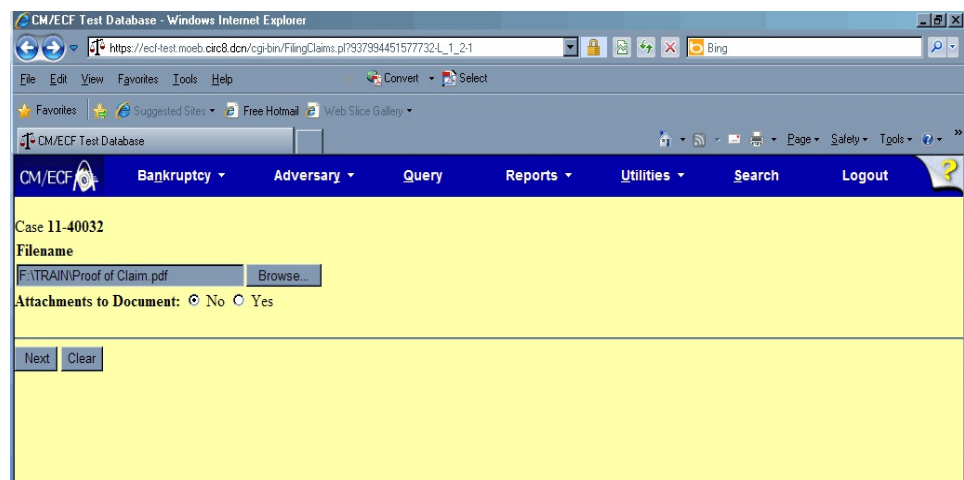 CM/ECF Test Database - Windows Internet Explorer
https://ecf-test.moeb.circ8.dcn/cgi-bin/FilingClaims.pl?937994451577732-L_1_2-1 Bing
File Edit View Favorites Tools Help Convert Select
Favorites Suggested Sites Free Hotmail Web Slice Gallery
CM/ECF Test Database Page Safety Tools »
CM/ECF Bankruptcy Adversary Query Reports Utilities Search Logout ?
Case 11-40032
Filename
F:\TRAIN\Proof of Claim.pdf Browse...
Attachments to Document: No Yes
Next Clear